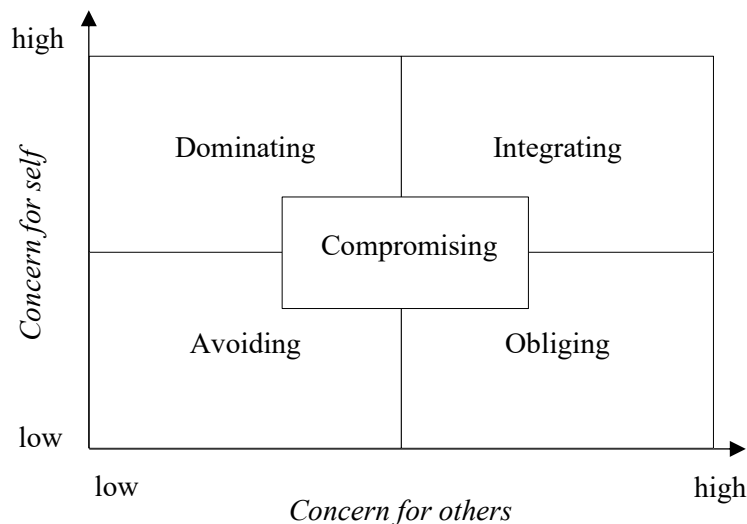 high
Dominating
Integrating
Concern for self
Compromising
Avoiding
Obliging
low
low
high
Concern for others